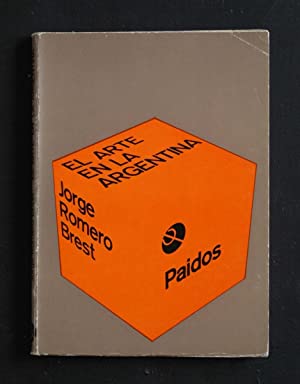 EL ARTE
EN LA
ARGENTINA
Jorge
Romero
Brest
Paidos